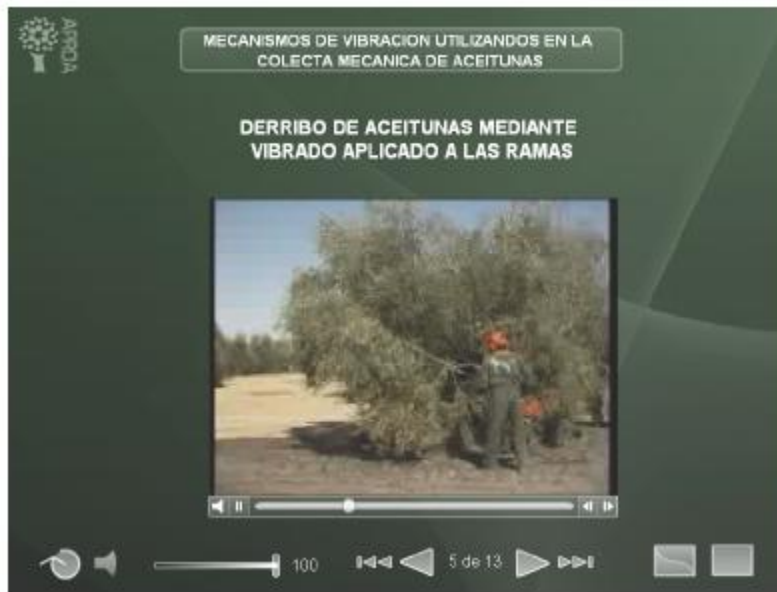 MECANISMOS DE VIBRACION UTILIZANDOS EN LA
COLECTA MECANICA DE ACEITUNAS
DERRIBO DE ACEITUNAS MEDIANTE
VIBRADO APLICADO A LAS RAMAS
100
5 de 13